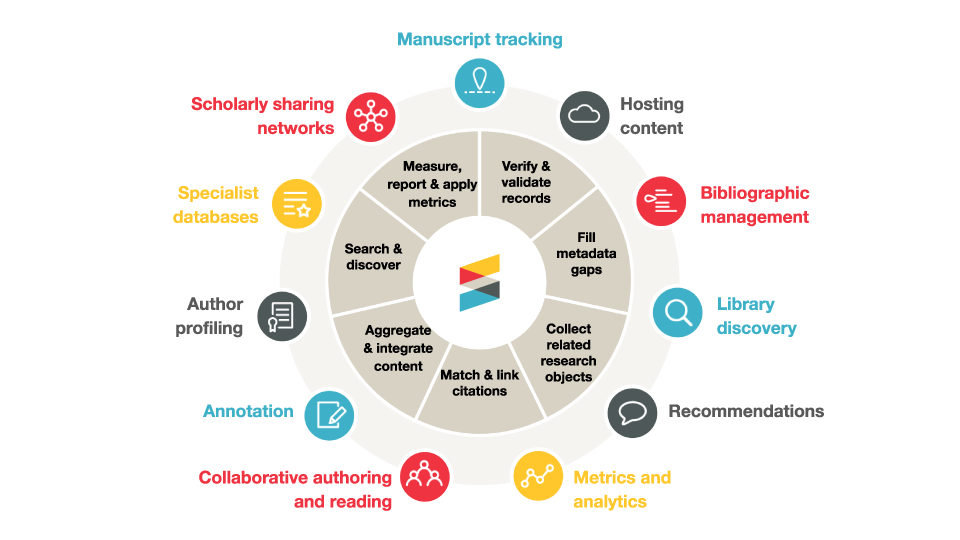 Manuscript tracking
Hosting
content
Bibliographic
management
Library
discovery
Recommendations
Metrics and
analytics
Collaborative authoring
and reading
Annotation
Author
profiling
Specialist
databases
Scholarly sharing
networks
Verify &
validate
records
Fill
metadata
gaps
Collect
related
research
objects
Match & link
citations
Aggregate
& integrate
content
Search &
discover
Measure,
report & apply
metrics